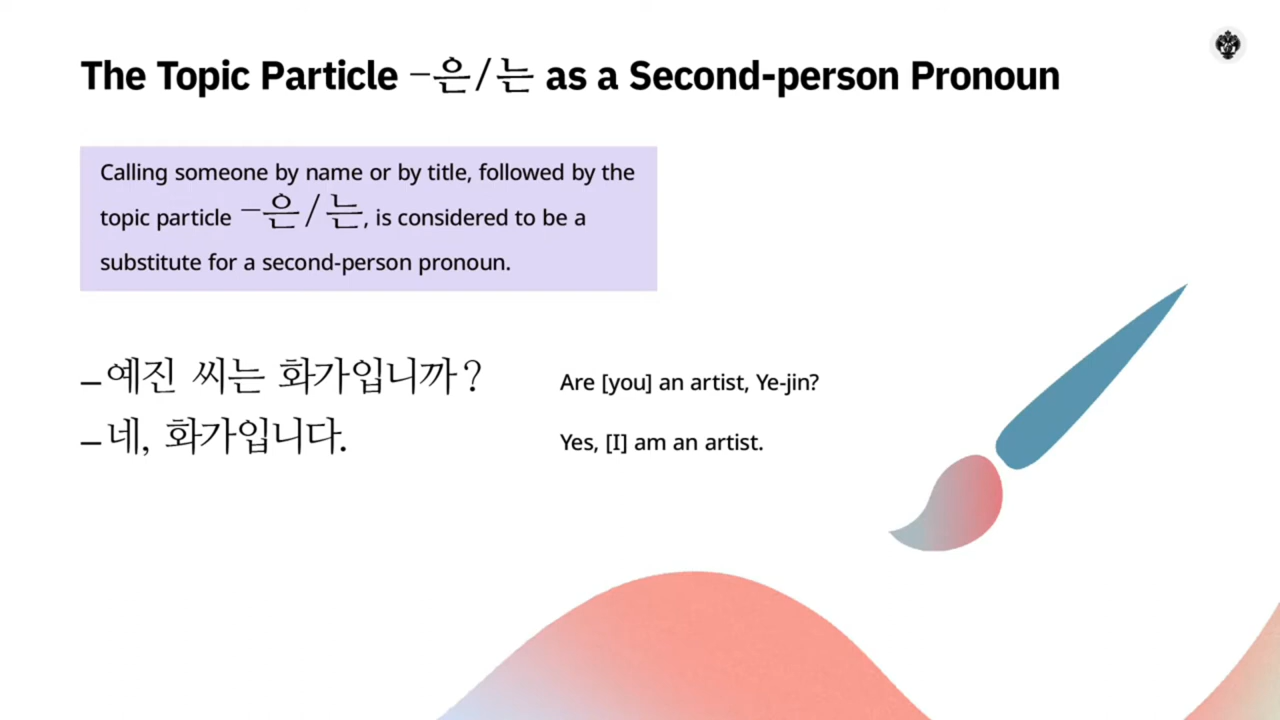 The Topic Particle –은/는 as a Second-person Pronoun
Calling someone by name or by title, followed by the
topic particle –은/는, is considered to be a
substitute for a second-person pronoun.
–예진 씨는 화가입니까? Are [you] an artist, Ye-jin?
–네, 화가입니다. Yes, [I] am an artist.